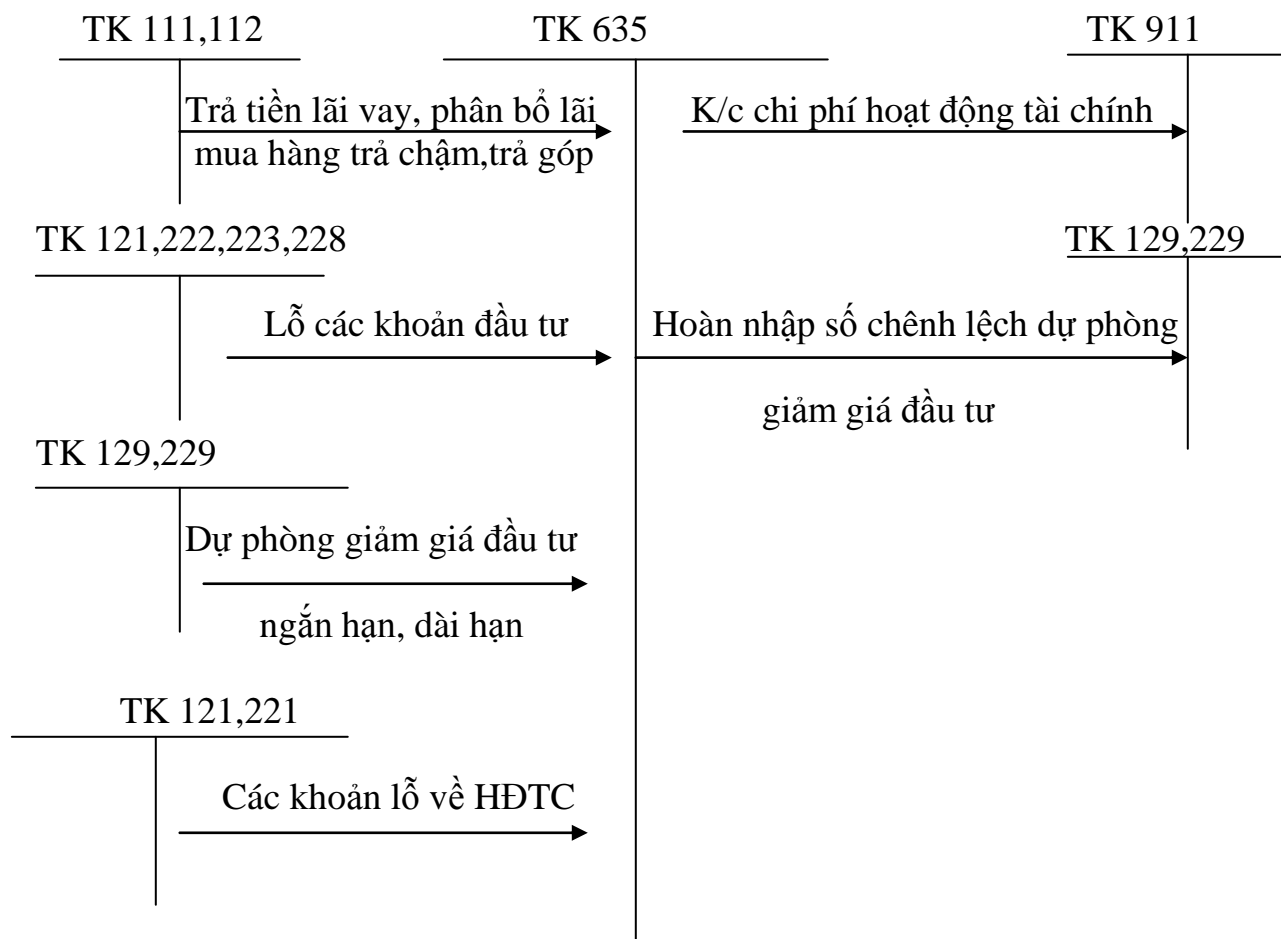 TK 111,112
TK 635
TK 911
Trả tiền lãi vay, phân bổ lãi
mua hàng trả chậm,trả góp
K/c chi phí hoạt động tài chính
TK 121,222,223,228
TK 129,229
Lỗ các khoản đầu tư
Hoàn nhập số chênh lệch dự phòng
giảm giá đầu tư
TK 129,229
Dự phòng giảm giá đầu tư
ngắn hạn, dài hạn
TK 121,221
Các khoản lỗ về HĐTC